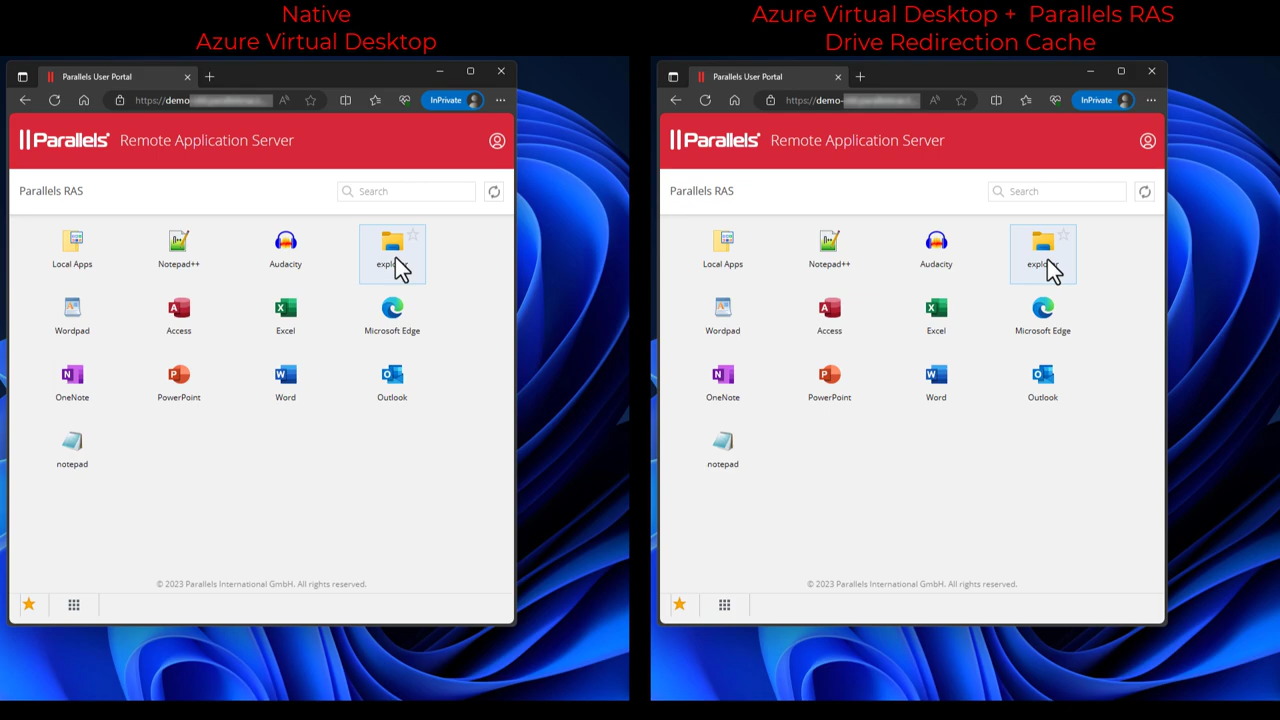 Native
Azure Virtual Desktop
Parallels User Portal
https://demo
InPrivate
Parallels®
Remote Application Server
Parallels RAS
Search
Local Apps
Notepad++
Audacity
Wordpad
Access
Excel
Microsoft Edge
OneNote
PowerPoint
Word
Outlook
notepad
© 2023 Parallels International GmbH. All rights reserved.
Azure Virtual Desktop + Parallels RAS
Drive Redirection Cache
Parallels User Portal
https://demo-
InPrivate
Parallels®
Remote Application Server
Parallels RAS
Search
Local Apps
Notepad++
Audacity
Wordpad
Access
Excel
Microsoft Edge
OneNote
PowerPoint
Word
Outlook
notepad
© 2023 Parallels International GmbH. All rights reserved.